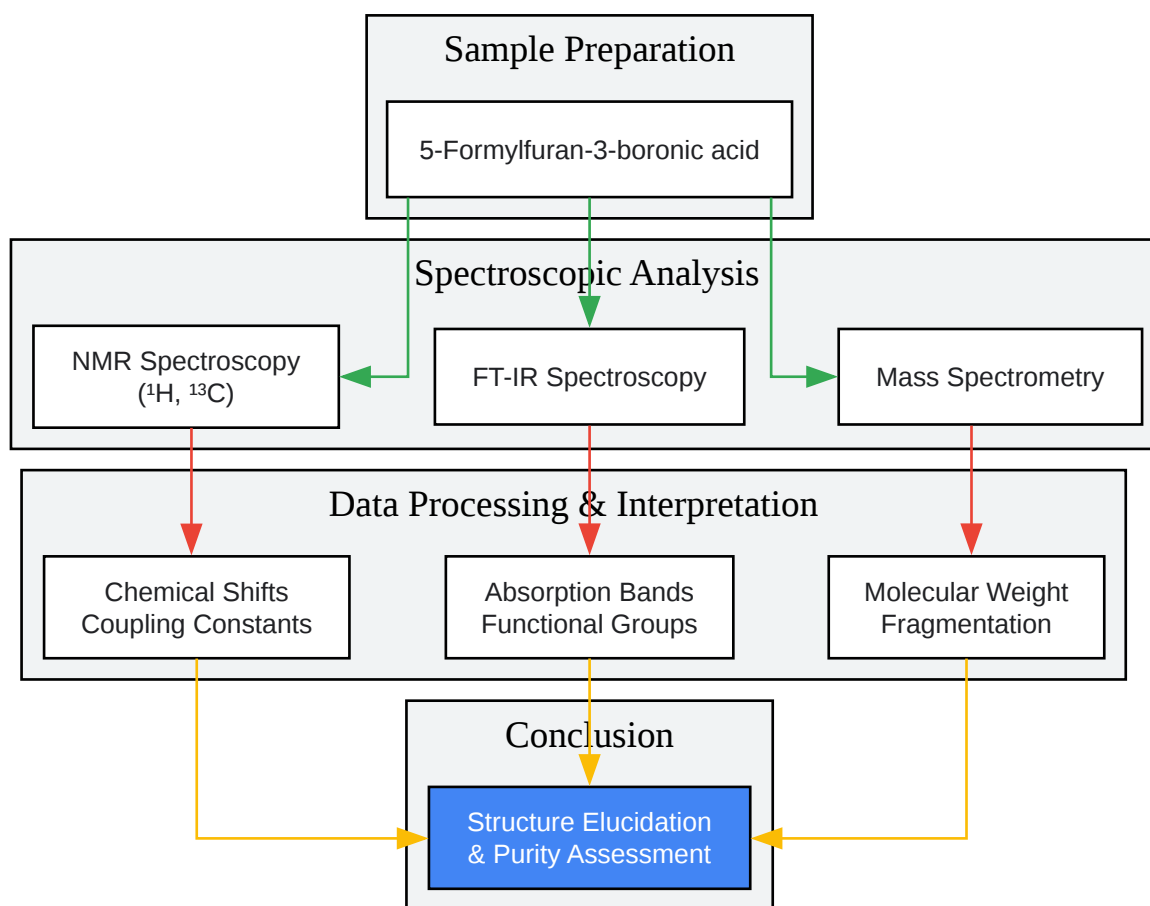 Sample Preparation
5-Formylfuran-3-boronic acid
Spectroscopic Analysis
NMR Spectroscopy
(¹H, ¹³C)
FT-IR Spectroscopy
Mass Spectrometry
Data Processing & Interpretation
Chemical Shifts
Coupling Constants
Absorption Bands
Functional Groups
Molecular Weight
Fragmentation
Conclusion
Structure Elucidation
& Purity Assessment